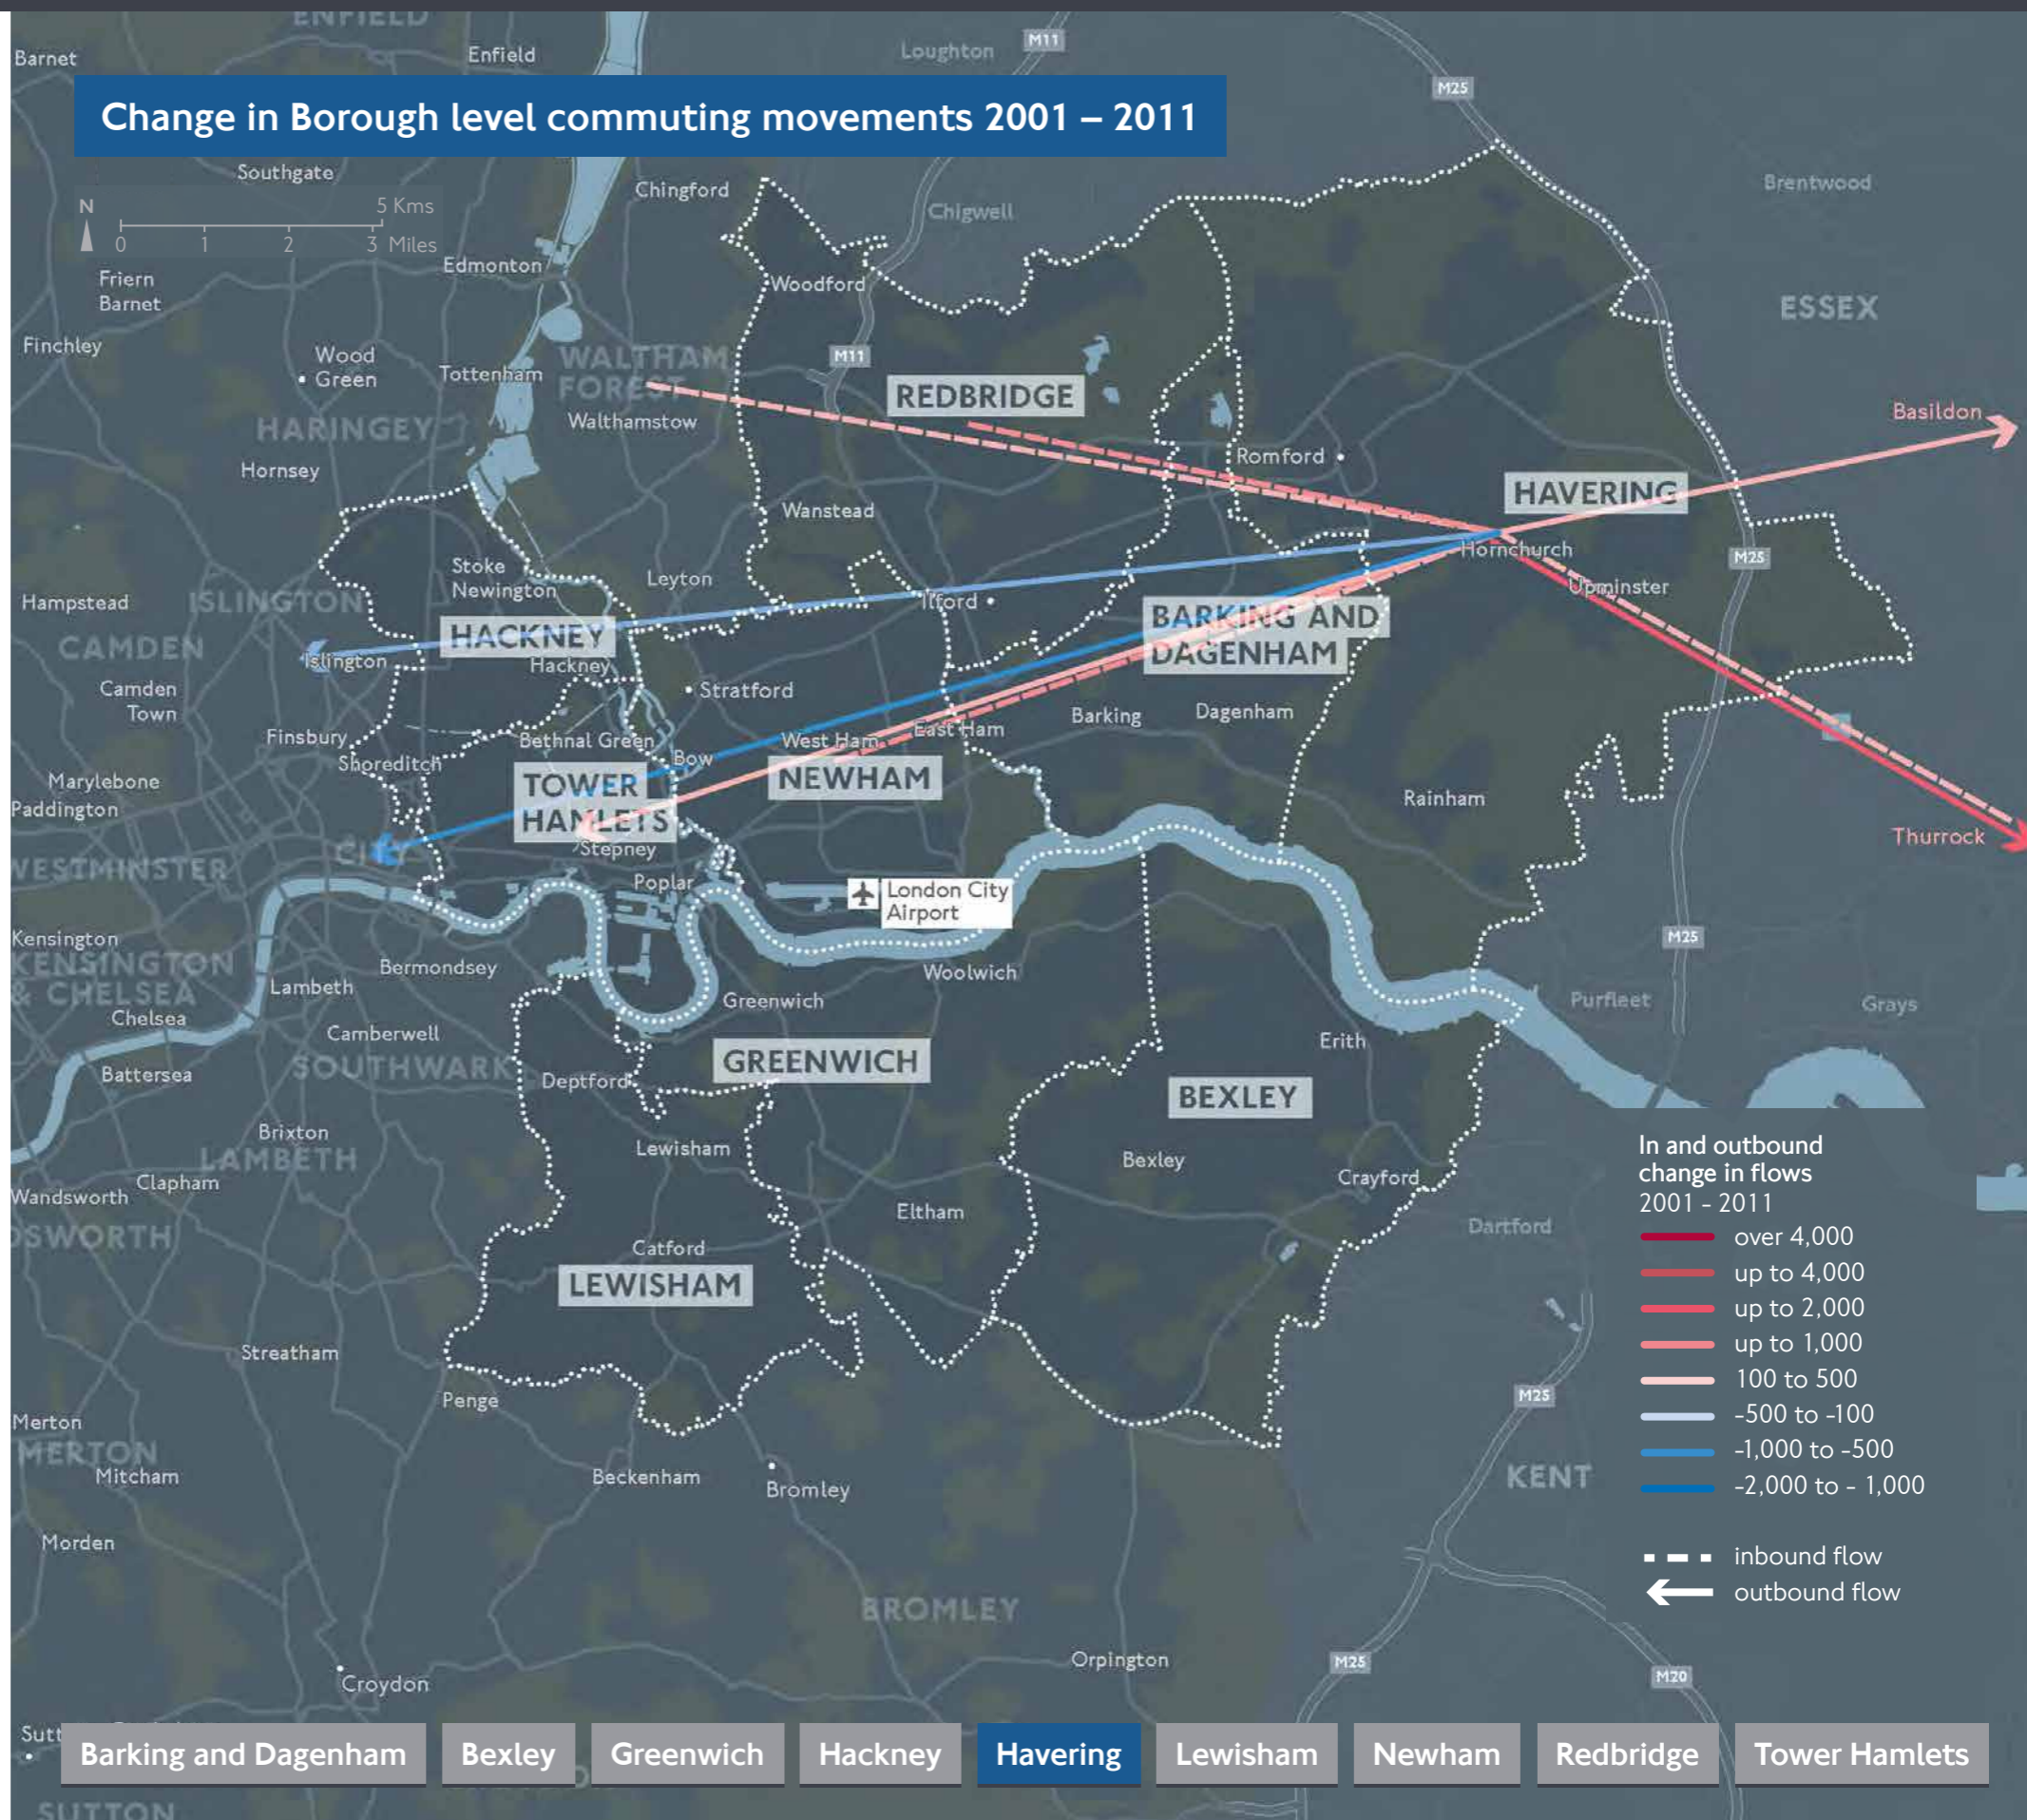 ENFIELD
Barnet
Enfield
Loughton
M11
M25
Change in Borough level commuting movements 2001 – 2011
Southgate
Chingford
Brentwood
N
5 Kms
0 1 2 3 Miles
Chigwell
Edmonton
Friern
Barnet
Woodford
ESSEX
Finchley
Wood
Green
Tottenham
WALTHAM
FOREST
M11
REDBRIDGE
Basildon
HARINGEY
Walthamstow
Hornsey
Romford
HAVERING
Wanstead
Stoke
Newington
Leyton
Hornchurch
M25
Upminster
Hampstead
ISLINGTON
Ilford
HACKNEY
BARKING AND
DAGENHAM
CAMDEN
Islington
Hackney
Camden
Town
Stratford
Barking
Dagenham
Finsbury
Bethnal Green
West Ham
East Ham
Shoreditch
Bow
Marylebone
Paddington
TOWER
HAMLETS
NEWHAM
Rainham
Thurrock
CITY
Stepney
WESTMINSTER
Poplar
London City
Airport
Kensington
KENSINGTON
& CHELSEA
Bermondsey
Woolwich
M25
Lambeth
Greenwich
Purfleet
Grays
Chelsea
Camberwell
Erith
SOUTHWARK
GREENWICH
Battersea
Deptford
BEXLEY
Brixton
LAMBETH
Lewisham
Bexley
Clapham
Wandsworth
Crayford
Eltham
DSWORTH
Dartford
Catford
LEWISHAM
In and outbound
change in flows
2001 - 2011
over 4,000
up to 4,000
up to 2,000
up to 1,000
100 to 500
-500 to -100
-1,000 to -500
-2,000 to - 1,000
inbound flow
outbound flow
Streatham
Penge
M25
Merton
MERTON
Mitcham
Beckenham
Bromley
KENT
Morden
BROMLEY
Orpington
M25
M20
Croydon
Sutt
Barking and Dagenham
Bexley
Greenwich
Hackney
Havering
Lewisham
Newham
Redbridge
Tower Hamlets
SUTTON